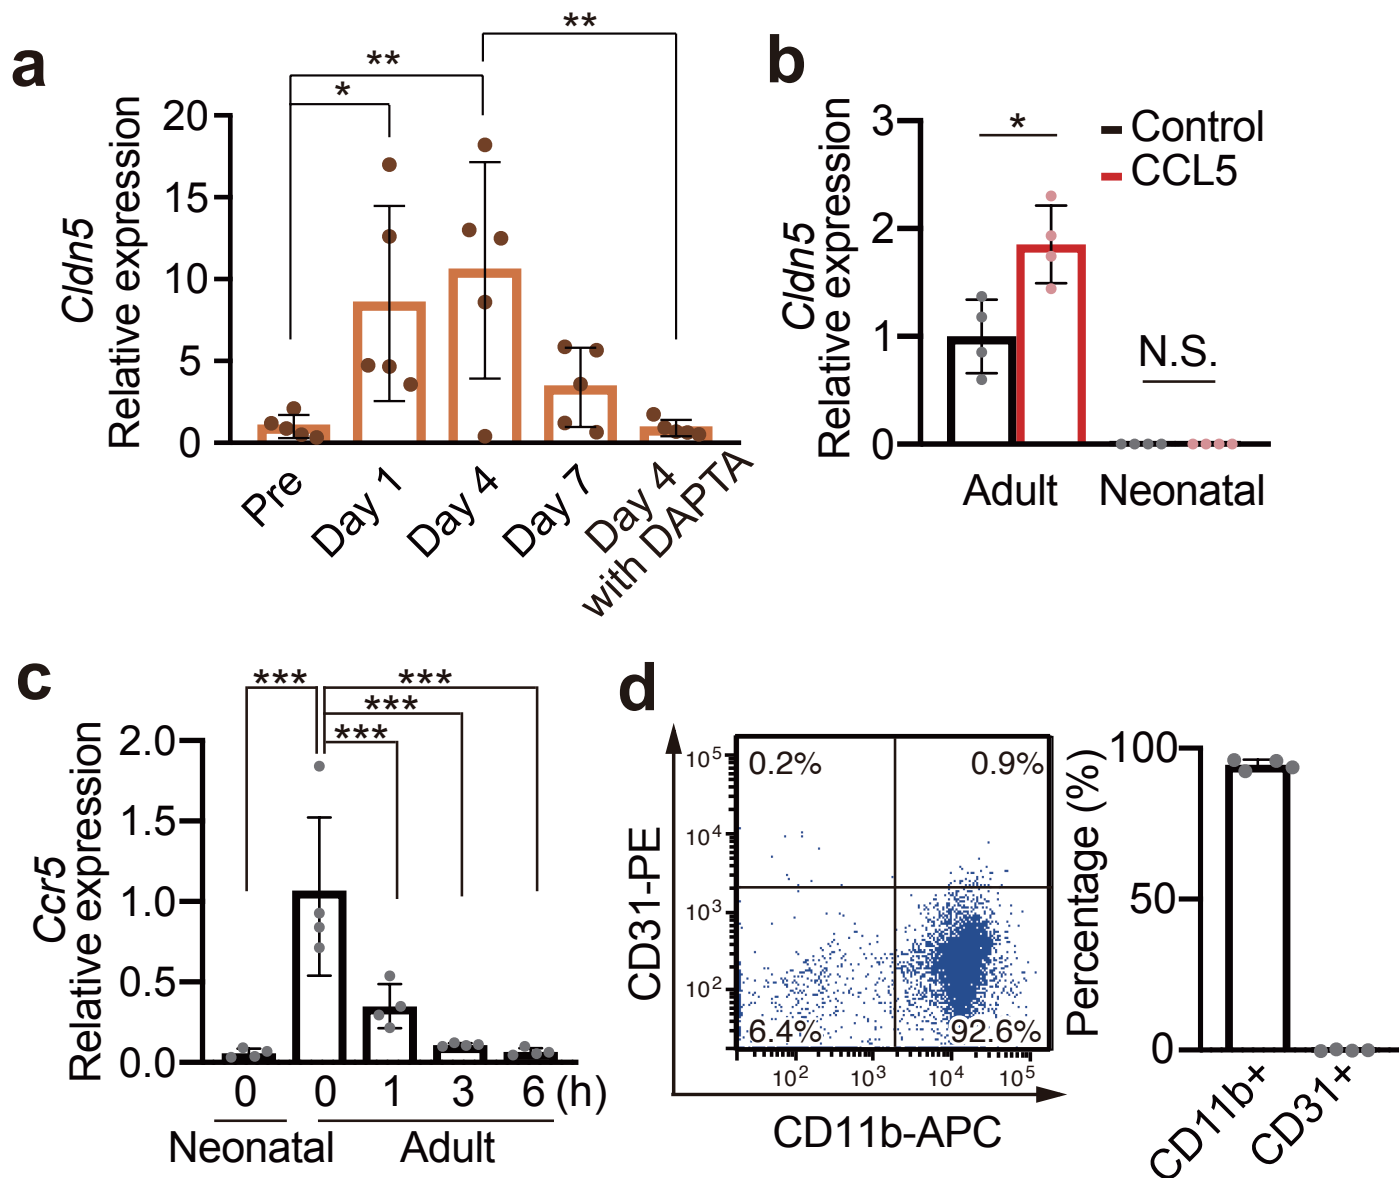 a
**
**
*
Cldn5
Relative expression
20
15
10
5
0
Pre
Day 1
Day 4
Day 7
Day 4
with DAPTA
b
Control
CCL5
*
N.S.
Cldn5
Relative expression
3
2
1
0
Adult
Neonatal
c
***
***
***
***
Ccr5
Relative expression
2.0
1.5
1.0
0.5
0.0
0 0 1 3 6 (h)
Neonatal
Adult
d
0.2%
0.9%
6.4%
92.6%
CD31-PE
10^5
10^4
10^3
10^2
10^2 10^3 10^4 10^5
CD11b-APC
Percentage (%)
100
50
0
CD11b+
CD31+